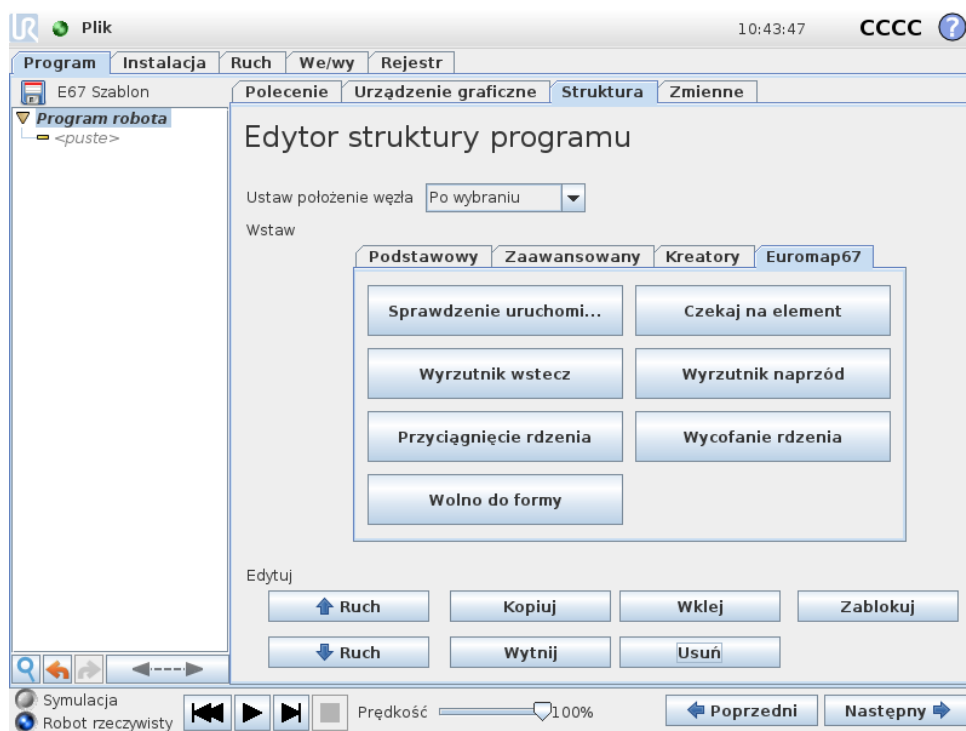 UR Plik 10:43:47 CCCC ?
Program Instalacja Ruch We/wy Rejestr
E67 Szablon
Polecenie Urządzenie graficzne Struktura Zmienne
Program robota
<puste>
Edytor struktury programu
Ustaw położenie węzła Po wybraniu
Wstaw
Podstawowy Zaawansowany Kreatory Euromap67
Sprawdzenie uruchomi... Czekaj na element
Wyrzutnik wstecz Wyrzutnik naprzód
Przyciągnięcie rdzenia Wycofanie rdzenia
Wolno do formy
Edytuj
Ruch Kopiuj Wklej Zablokuj
Ruch Wytnij Usuń
Symulacja
Robot rzeczywisty
Prędkość 100%
Poprzedni Następny